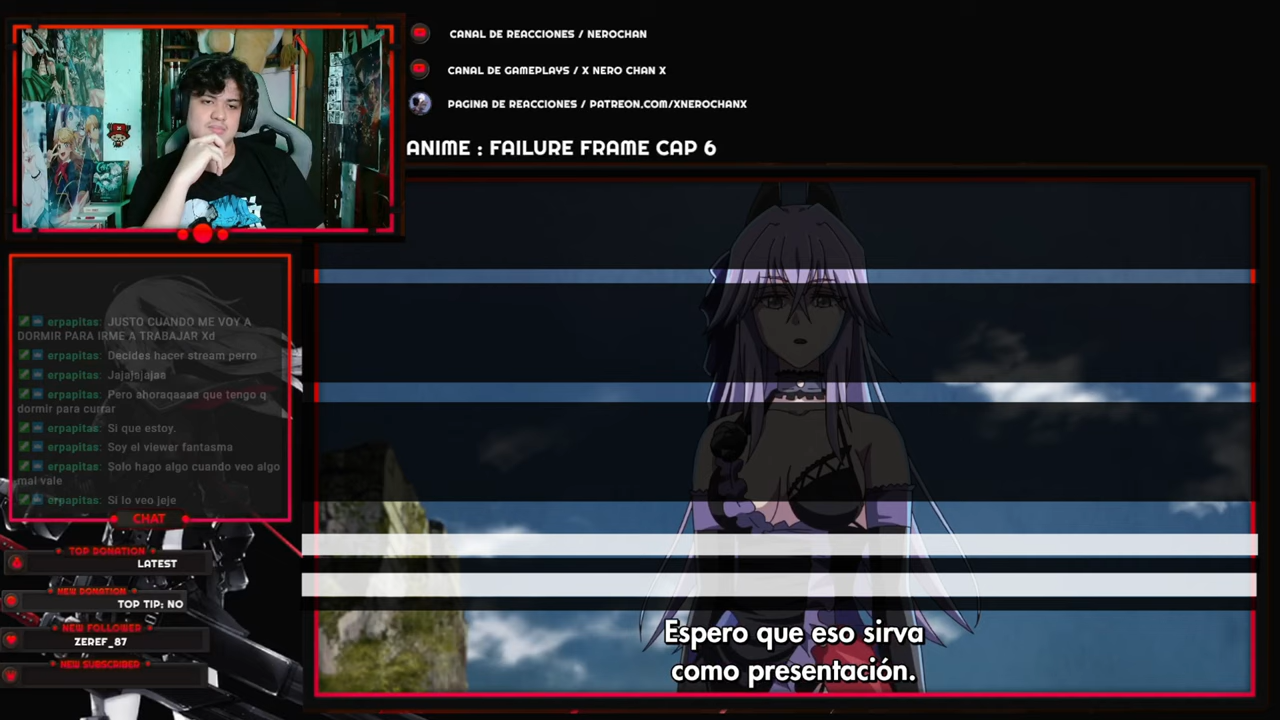 CANAL DE REACCIONES / NEROCHAN
CANAL DE GAMEPLAYS / X NERO CHAN X
PAGINA DE REACCIONES / PATREON.COM/XNEROCHANX
ANIME : FAILURE FRAME CAP 6
erpapitas: JUSTO CUANDO ME VOY A
DORMIR PARA IRME A TRABAJAR Xd
erpapitas: Decides hacer stream perro
erpapitas: Jajajajajaa
erpapitas: Pero ahoraqaaaa que tengo q
dormir para currar
erpapitas: Si que estoy.
erpapitas: Soy el viewer fantasma
erpapitas: Solo hago algo cuando veo algo
mal vale
erpapitas: Si lo veo jeje
CHAT
TOP DONATION
LATEST
NEW DONATION
TOP TIP: NO
NEW FOLLOWER
ZEREF_87
NEW SUBSCRIBER
Espero que eso sirva
como presentación.